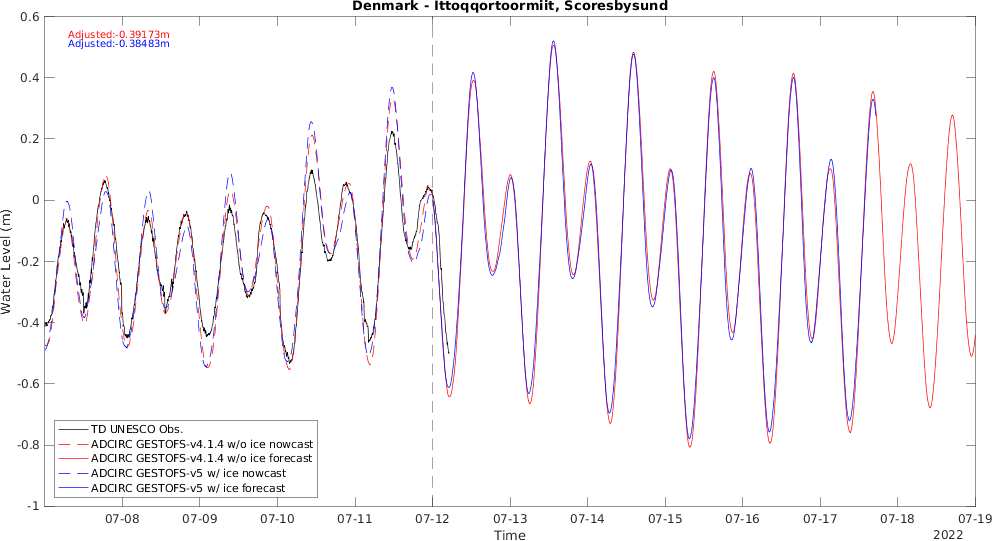 Denmark - Ittoqqortoormiit, Scoresbysund
Adjusted:-0.39173m
Adjusted:-0.38483m
Water Level (m)
0.6
0.4
0.2
0
-0.2
-0.4
-0.6
-0.8
-1
TD UNESCO Obs.
ADCIRC GESTOFS-v4.1.4 w/o ice nowcast
ADCIRC GESTOFS-v4.1.4 w/o ice forecast
ADCIRC GESTOFS-v5 w/ ice nowcast
ADCIRC GESTOFS-v5 w/ ice forecast
07-08 07-09 07-10 07-11 07-12 07-13 07-14 07-15 07-16 07-17 07-18 07-19
Time
2022